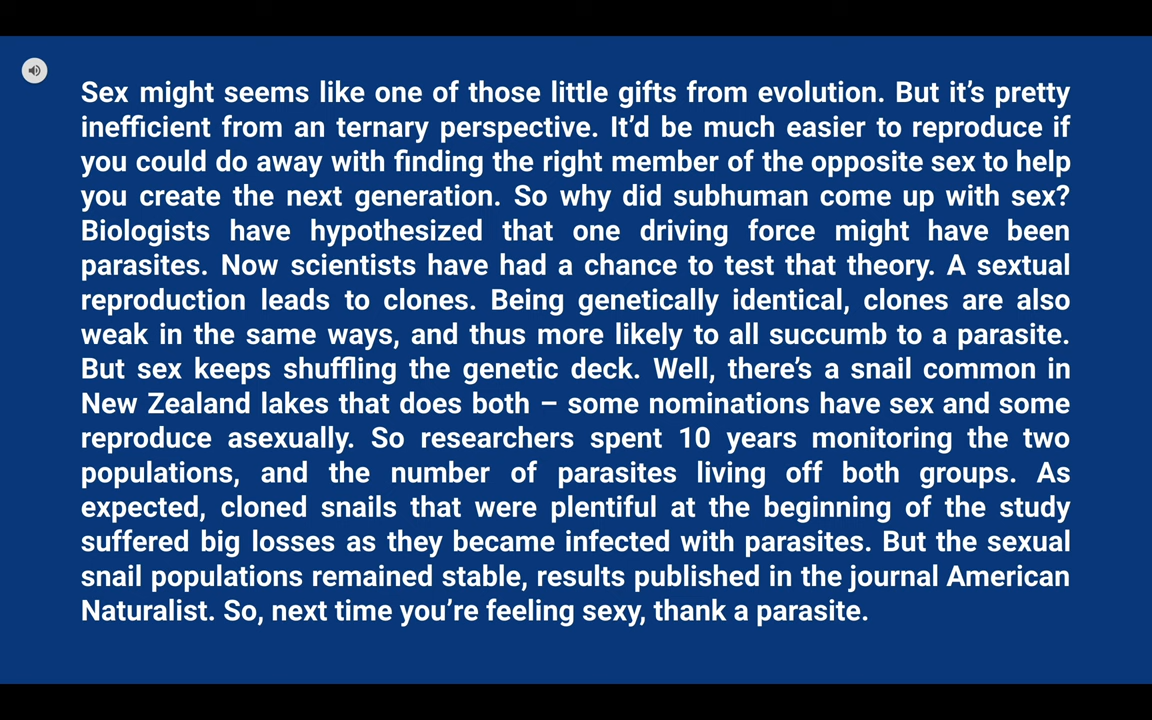 Sex might seems like one of those little gifts from evolution. But it's pretty
inefficient from an ternary perspective. It'd be much easier to reproduce if
you could do away with finding the right member of the opposite sex to help
you create the next generation. So why did subhuman come up with sex?
Biologists have hypothesized that one driving force might have been
parasites. Now scientists have had a chance to test that theory. A sextual
reproduction leads to clones. Being genetically identical, clones are also
weak in the same ways, and thus more likely to all succumb to a parasite.
But sex keeps shuffling the genetic deck. Well, there's a snail common in
New Zealand lakes that does both – some nominations have sex and some
reproduce asexually. So researchers spent 10 years monitoring the two
populations, and the number of parasites living off both groups. As
expected, cloned snails that were plentiful at the beginning of the study
suffered big losses as they became infected with parasites. But the sexual
snail populations remained stable, results published in the journal American
Naturalist. So, next time you're feeling sexy, thank a parasite.